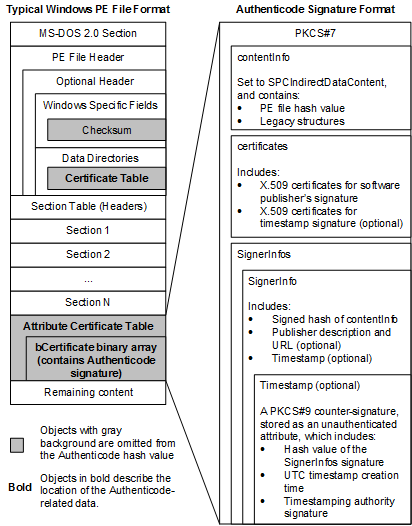 Typical Windows PE File Format
MS-DOS 2.0 Section
PE File Header
Optional Header
Windows Specific Fields
Checksum
Data Directories
Certificate Table
Section Table (Headers)
Section 1
Section 2
...
Section N
Attribute Certificate Table
bCertificate binary array
(contains Authenticode
signature)
Remaining content
Objects with gray
background are omitted from
the Authenticode hash value
Bold
Objects in bold describe the
location of the Authenticode-
related data.
Authenticode Signature Format
PKCS#7
contentInfo
Set to SPCIndirectDataContent,
and contains:
• PE file hash value
• Legacy structures
certificates
Includes:
• X.509 certificates for software
publisher's signature
• X.509 certificates for
timestamp signature (optional)
SignerInfos
SignerInfo
Includes:
• Signed hash of contentInfo
• Publisher description and
URL (optional)
• Timestamp (optional)
Timestamp (optional)
A PKCS#9 counter-signature,
stored as an unauthenticated
attribute, which includes:
• Hash value of the
SignerInfos signature
• UTC timestamp creation
time
• Timestamping authority
signature